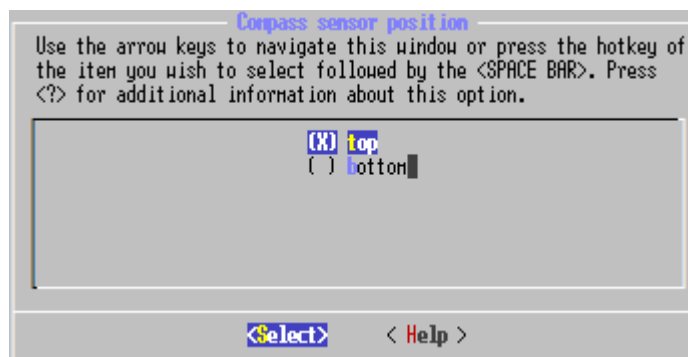 Compass sensor position
Use the arrow keys to navigate this window or press the hotkey of
the item you wish to select followed by the <SPACE BAR>. Press
<?> for additional information about this option.
(X) top
( ) bottom
<Select> < Help >